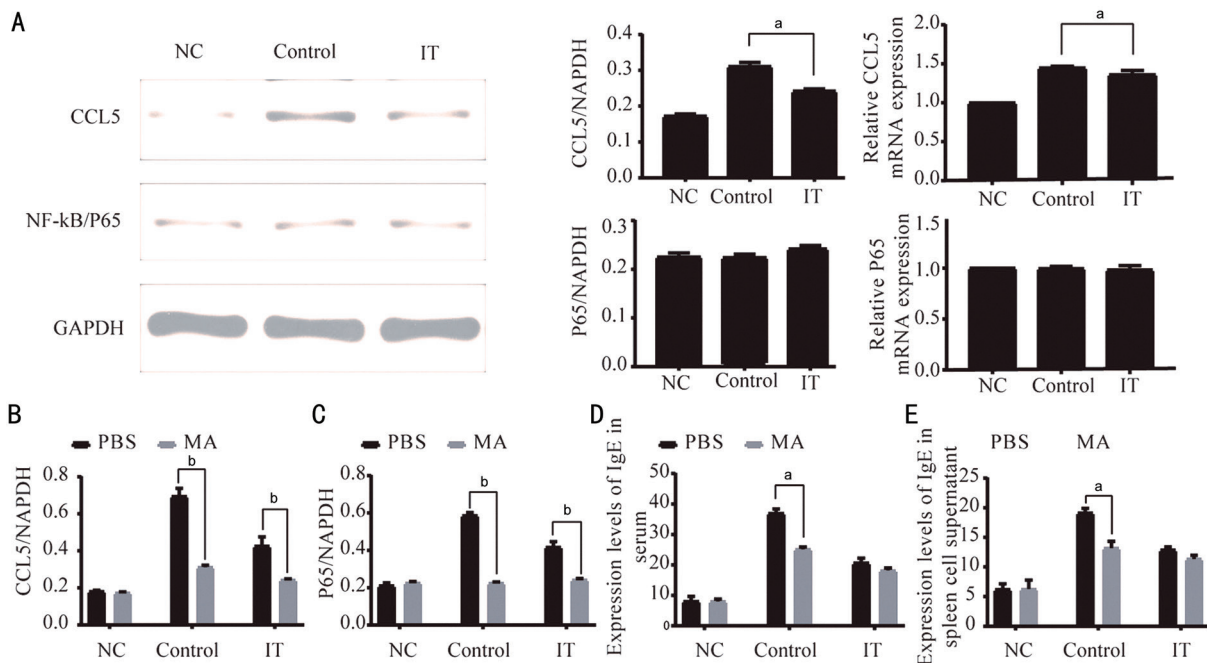 A
NC Control IT
CCL5
NF-kB/P65
GAPDH
CCL5/NAPDH
0.4
0.3
0.2
0.1
0.0
a
NC Control IT
Relative CCL5
mRNA expression
1.5
1.0
0.5
0.0
a
NC Control IT
P65/NAPDH
0.3
0.2
0.1
0.0
NC Control IT
Relative P65
mRNA expression
1.5
1.0
0.5
0.0
NC Control IT
B
PBS MA
CCL5/NAPDH
0.8
0.6
0.4
0.2
0.0
b
b
NC Control IT
C
PBS MA
P65/NAPDH
0.8
0.6
0.4
0.2
0.0
b
b
NC Control IT
D
PBS MA
Expression levels of IgE in
serum
50
40
30
20
10
0
a
NC Control IT
E
PBS MA
Expression levels of IgE in
spleen cell supernatant
25
20
15
10
5
0
a
NC Control IT